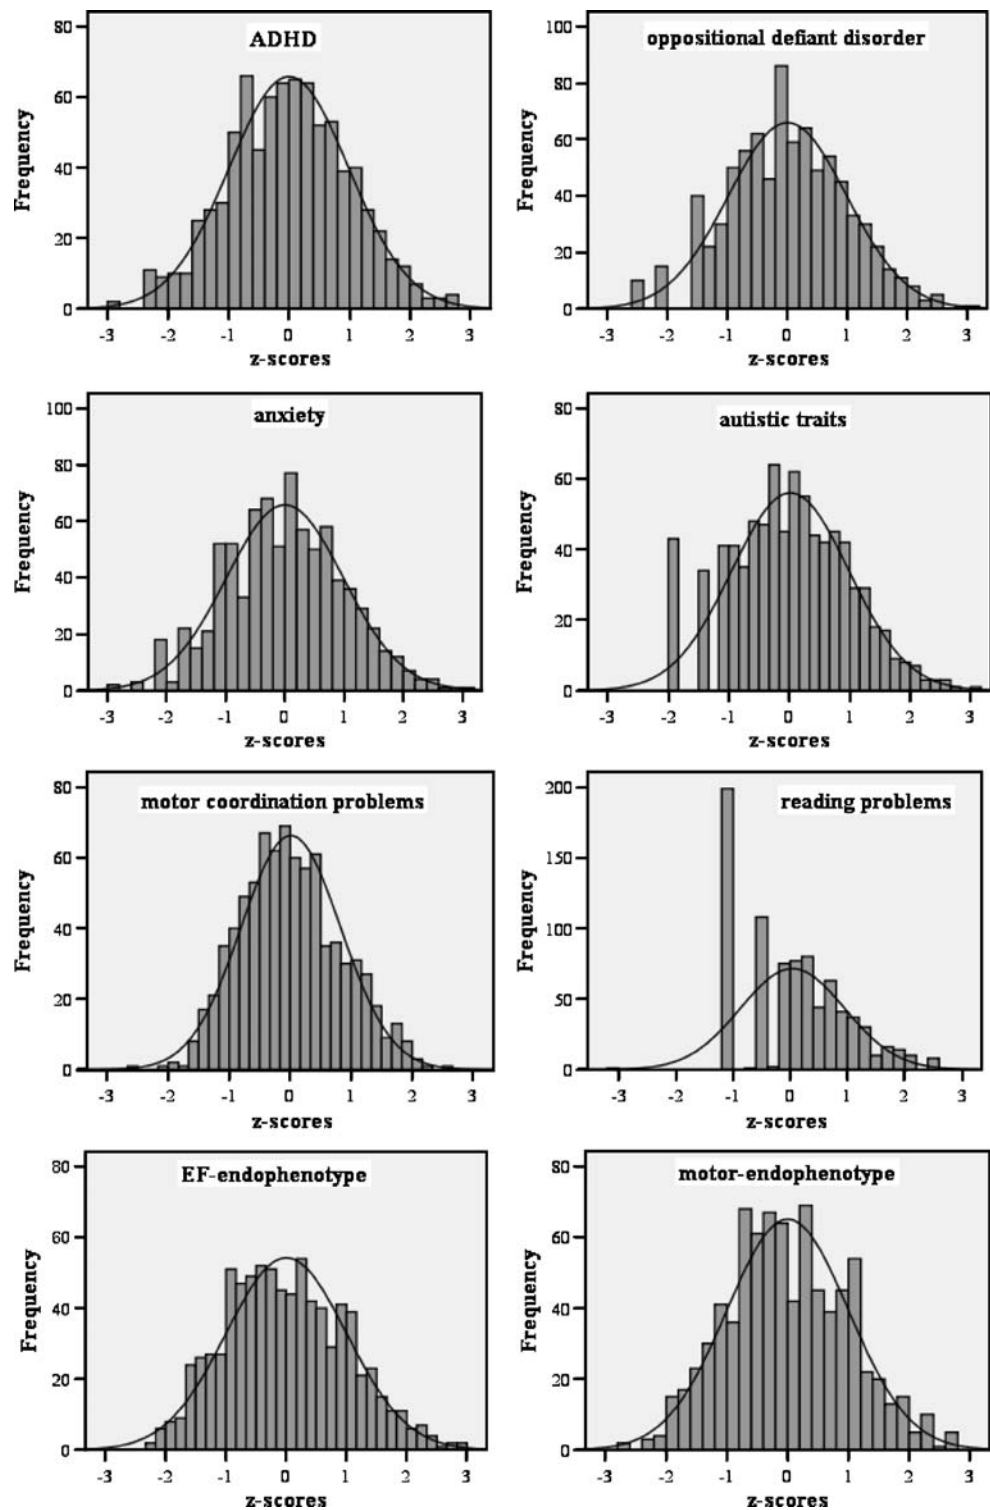 ADHD
80
60
40
20
0
Frequency
-3 -2 -1 0 1 2 3
z-scores
oppositional defiant disorder
100
80
60
40
20
0
Frequency
-3 -2 -1 0 1 2 3
z-scores
anxiety
100
80
60
40
20
0
Frequency
-3 -2 -1 0 1 2 3
z-scores
autistic traits
80
60
40
20
0
Frequency
-3 -2 -1 0 1 2 3
z-scores
motor coordination problems
80
60
40
20
0
Frequency
-3 -2 -1 0 1 2 3
z-scores
reading problems
200
150
100
50
0
Frequency
-3 -2 -1 0 1 2 3
z-scores
EF-endophenotype
80
60
40
20
0
Frequency
-3 -2 -1 0 1 2 3
z-scores
motor-endophenotype
80
60
40
20
0
Frequency
-3 -2 -1 0 1 2 3
z-scores